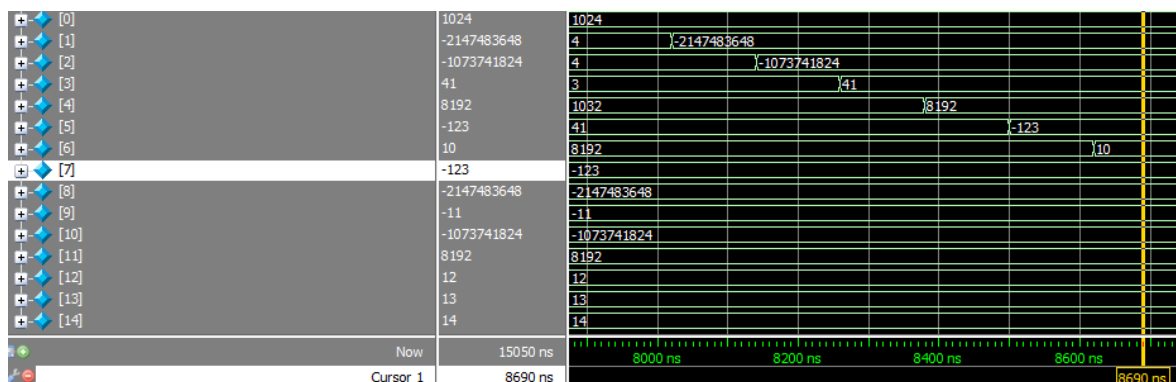 [0] 1024 1024
[1] -2147483648 4 -2147483648
[2] -1073741824 4 -1073741824
[3] 41 3 41
[4] 8192 1032 8192
[5] -123 41 -123
[6] 10 8192 10
[7] -123 -123
[8] -2147483648 -2147483648
[9] -11 -11
[10] -1073741824 -1073741824
[11] 8192 8192
[12] 12 12
[13] 13 13
[14] 14 14
Now 15050 ns 8000 ns 8200 ns 8400 ns 8600 ns
Cursor 1 8690 ns 8690 ns